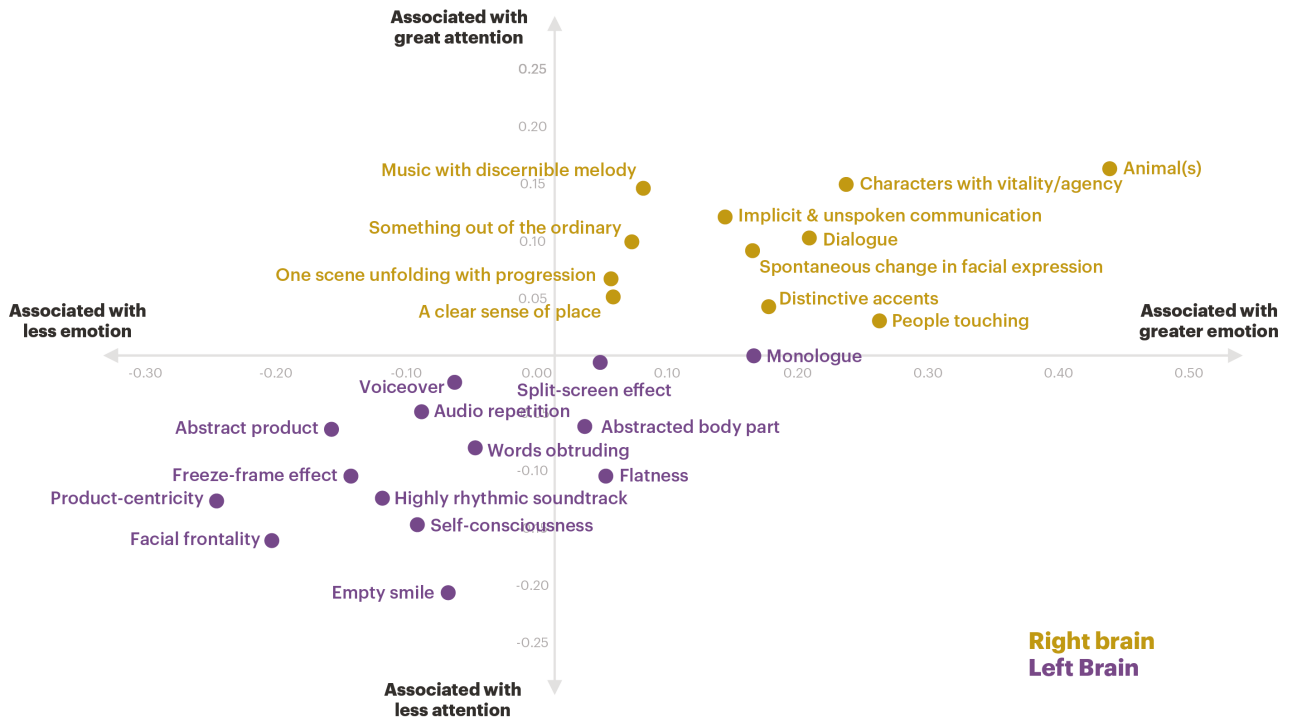 Associated with
great attention
0.25
0.20
Music with discernible melody
Animal(s)
0.15
Characters with vitality/agency
Implicit & unspoken communication
Something out of the ordinary
0.10
Dialogue
Spontaneous change in facial expression
One scene unfolding with progression
0.05
Distinctive accents
A clear sense of place
People touching
Associated with
less emotion
Associated with
greater emotion
Monologue
-0.30
-0.20
-0.10
0.00
0.10
0.20
0.30
0.40
0.50
Voiceover
Split-screen effect
Audio repetition
Abstract product
Abstracted body part
Words obtruding
-0.10
Freeze-frame effect
Flatness
Product-centricity
Highly rhythmic soundtrack
Self-consciousness
Facial frontality
-0.20
Empty smile
-0.25
Right brain
Left Brain
Associated with
less attention